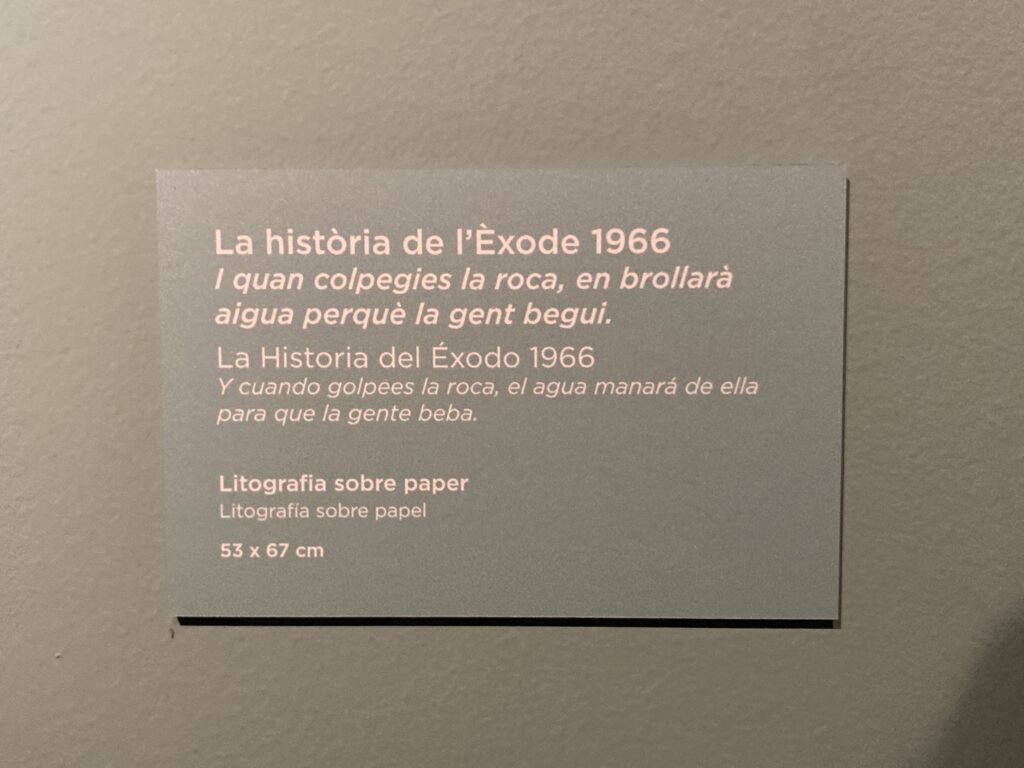 La història de l'Èxode 1966
I quan colpegies la roca, en brollarà
aigua perquè la gent begui.
La Historia del Éxodo 1966
Y cuando golpees la roca, el agua manará de ella
para que la gente beba.
Litografia sobre paper
Litografía sobre papel
53 x 67 cm